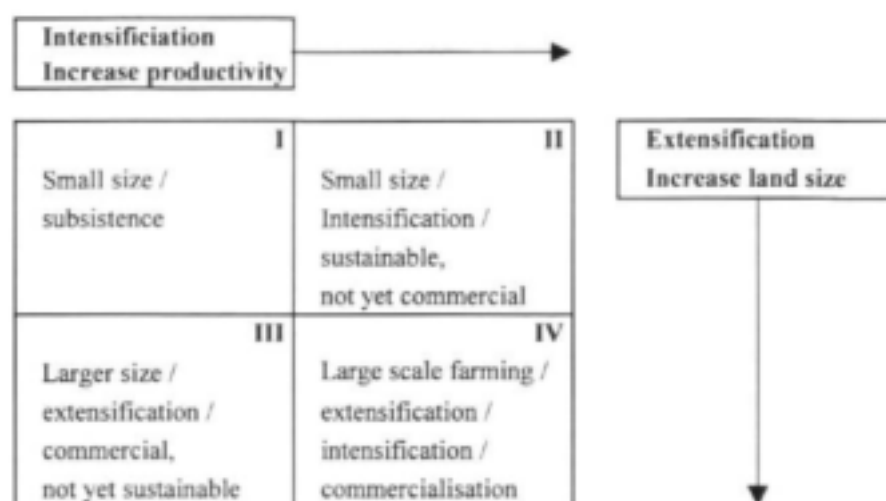 Intensificiation
Increase productivity
I
Small size /
subsistence
II
Small size /
Intensification /
sustainable,
not yet commercial
Extensification
Increase land size
III
Larger size /
extensification /
commercial,
not yet sustainable
IV
Large scale farming /
extensification /
intensification /
commercialisation